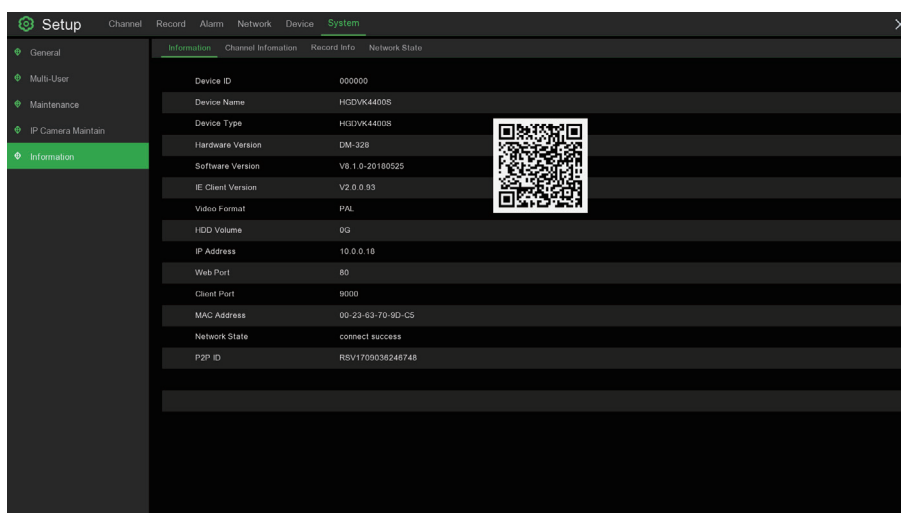 Setup Channel Record Alarm Network Device System
General
Multi-User
Maintenance
IP Camera Maintain
Information
Information Channel Infomation Record Info Network State
Device ID 000000
Device Name HGDVK4400S
Device Type HGDVK4400S
Hardware Version DM-328
Software Version V8.1.0-20180525
IE Client Version V2.0.0.93
Video Format PAL
HDD Volume 0G
IP Address 10.0.0.18
Web Port 80
Client Port 9000
MAC Address 00-23-63-70-9D-C5
Network State connect success
P2P ID RSV1709036246748